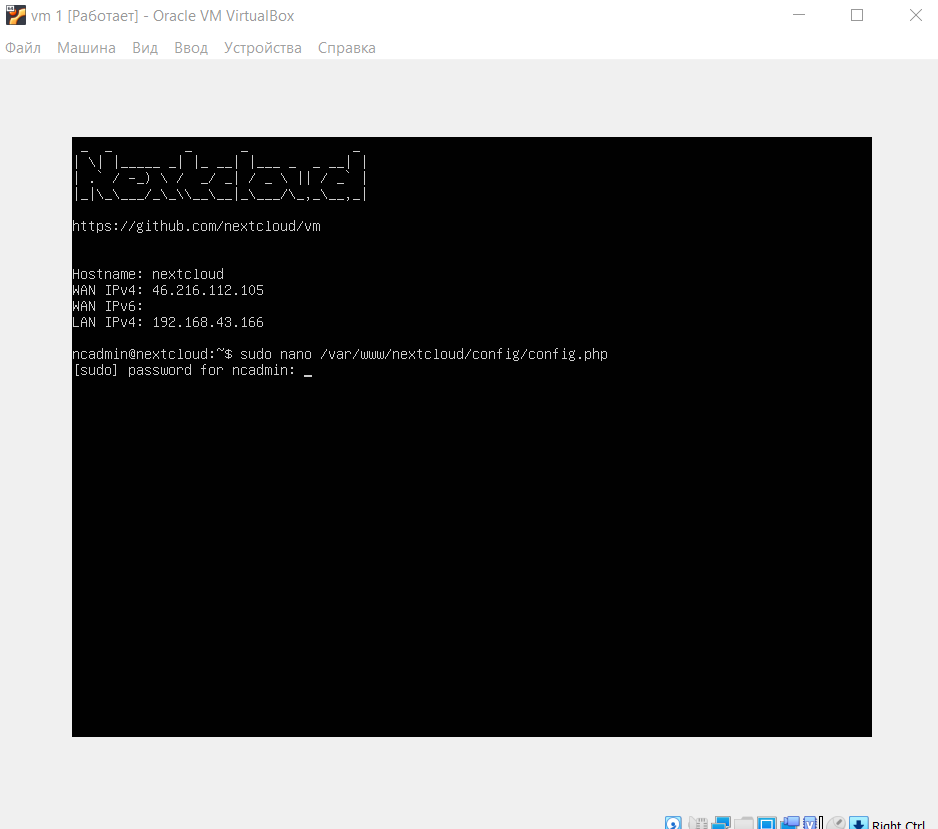 vm 1 [Работает] - Oracle VM VirtualBox
Файл Машина Вид Ввод Устройства Справка
Nextcloud
https://github.com/nextcloud/vm
Hostname: nextcloud
WAN IPv4: 46.216.112.105
WAN IPv6:
LAN IPv4: 192.168.43.166
ncadmin@nextcloud:~$ sudo nano /var/www/nextcloud/config/config.php
[sudo] password for ncadmin: _
Right Ctrl